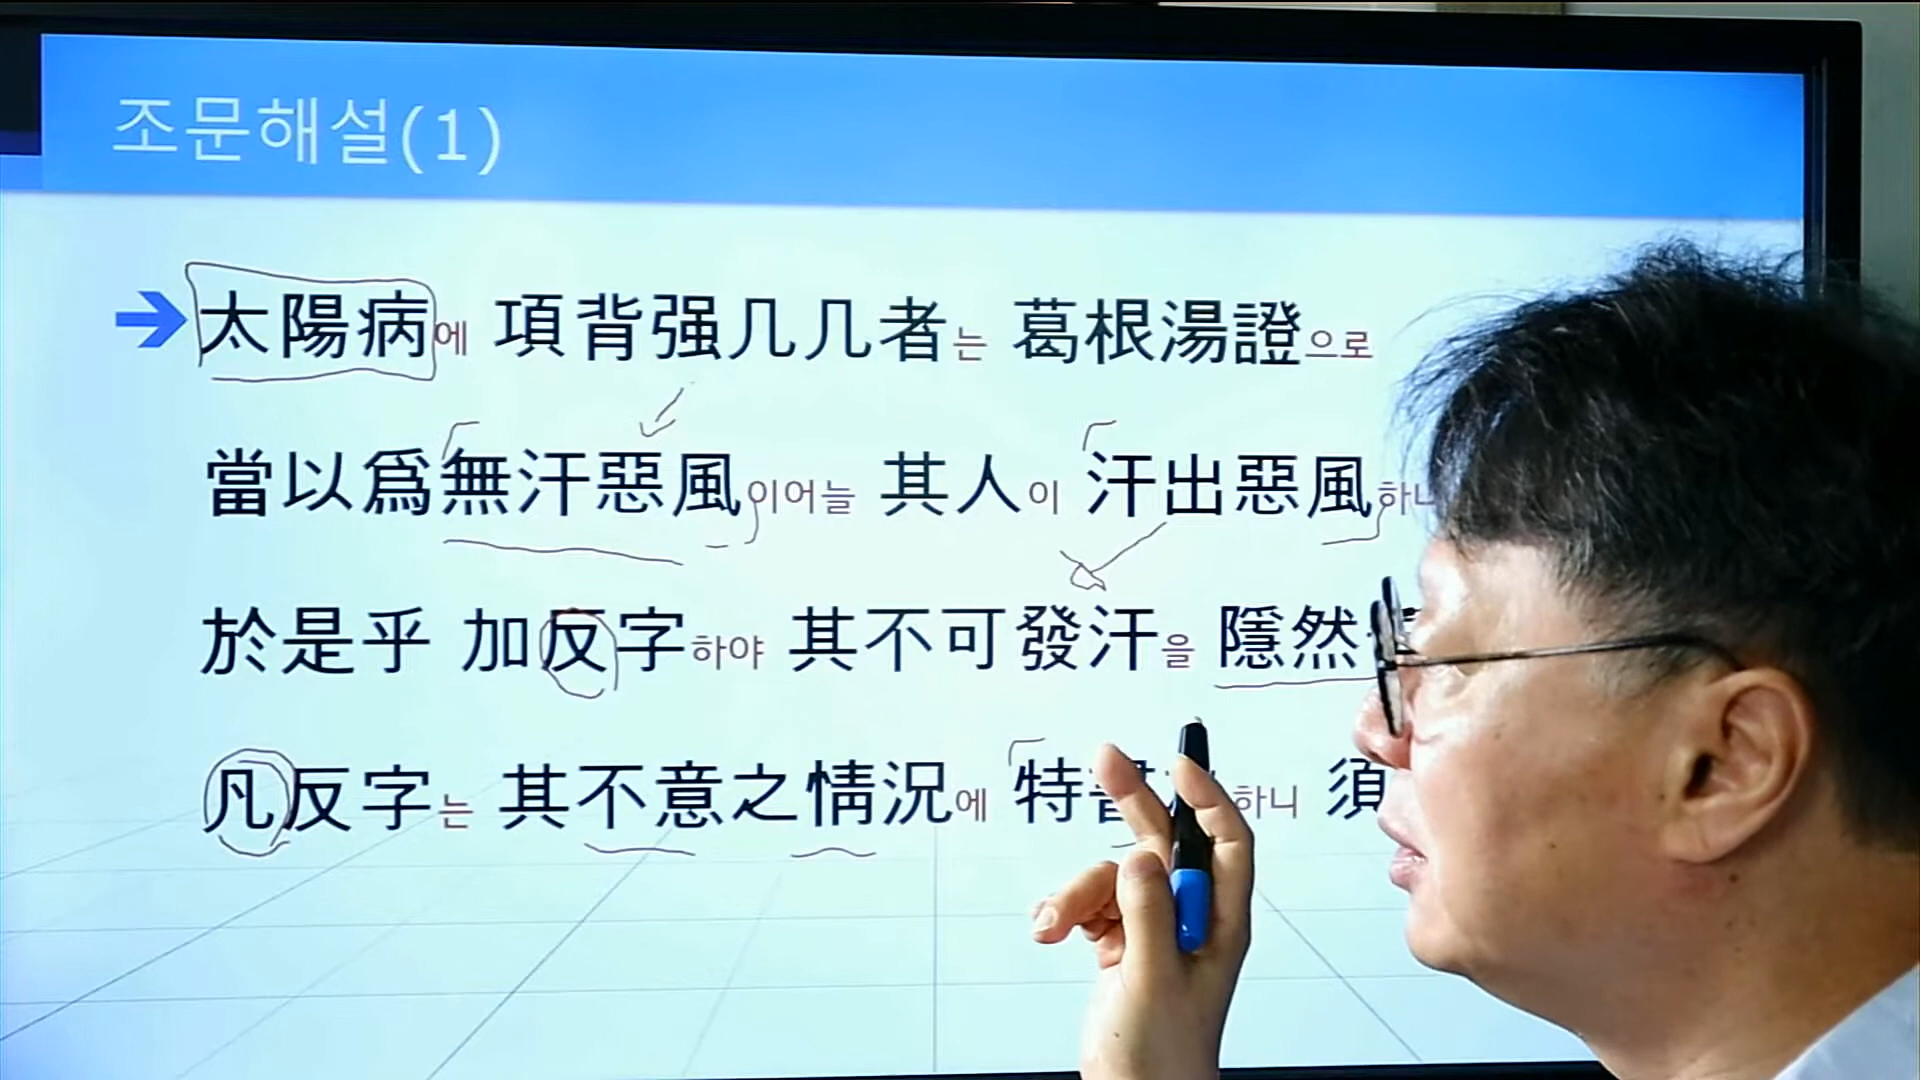 조문해설(1)
太陽病에 項背强几几者는 葛根湯證으로
當以爲無汗惡風이어늘 其人이 汗出惡風하니
於是乎 加反字하야 其不可發汗을 隱然
凡反字는 其不意之情況에 特書 하니 須